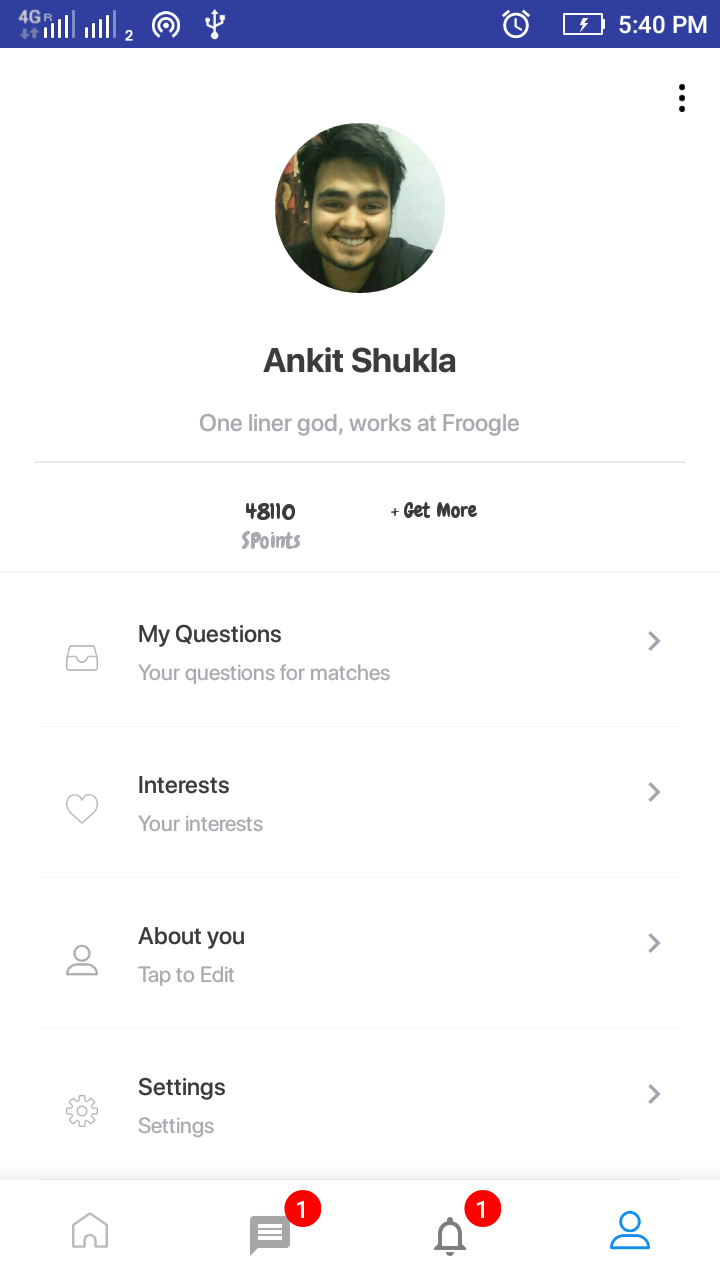 4G R 2 5:40 PM
Ankit Shukla
One liner god, works at Froogle
48110 + Get More
SPoints
My Questions
Your questions for matches
Interests
Your interests
About you
Tap to Edit
Settings
Settings
1 1